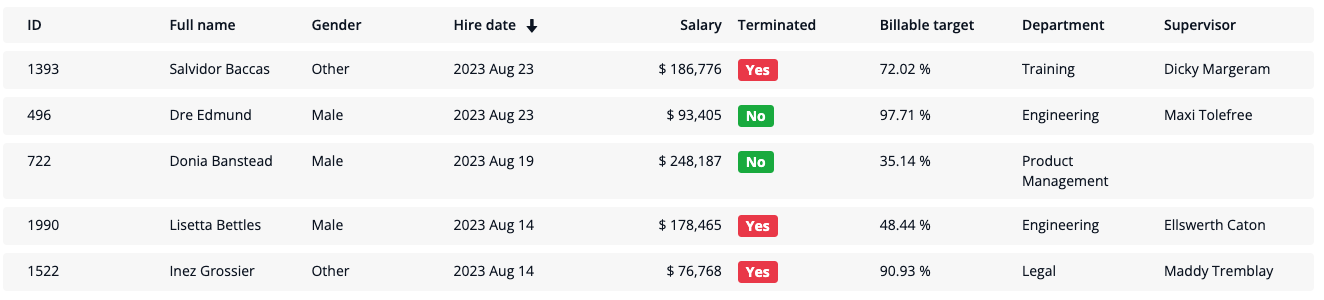 ID Full name Gender Hire date Salary Terminated Billable target Department Supervisor
1393 Salvidor Baccas Other 2023 Aug 23 $ 186,776 Yes 72.02 % Training Dicky Margeram
496 Dre Edmund Male 2023 Aug 23 $ 93,405 No 97.71 % Engineering Maxi Tolefree
722 Donia Banstead Male 2023 Aug 19 $ 248,187 No 35.14 % Product
Management
1990 Lisetta Bettles Male 2023 Aug 14 $ 178,465 Yes 48.44 % Engineering Ellswerth Caton
1522 Inez Grossier Other 2023 Aug 14 $ 76,768 Yes 90.93 % Legal Maddy Tremblay